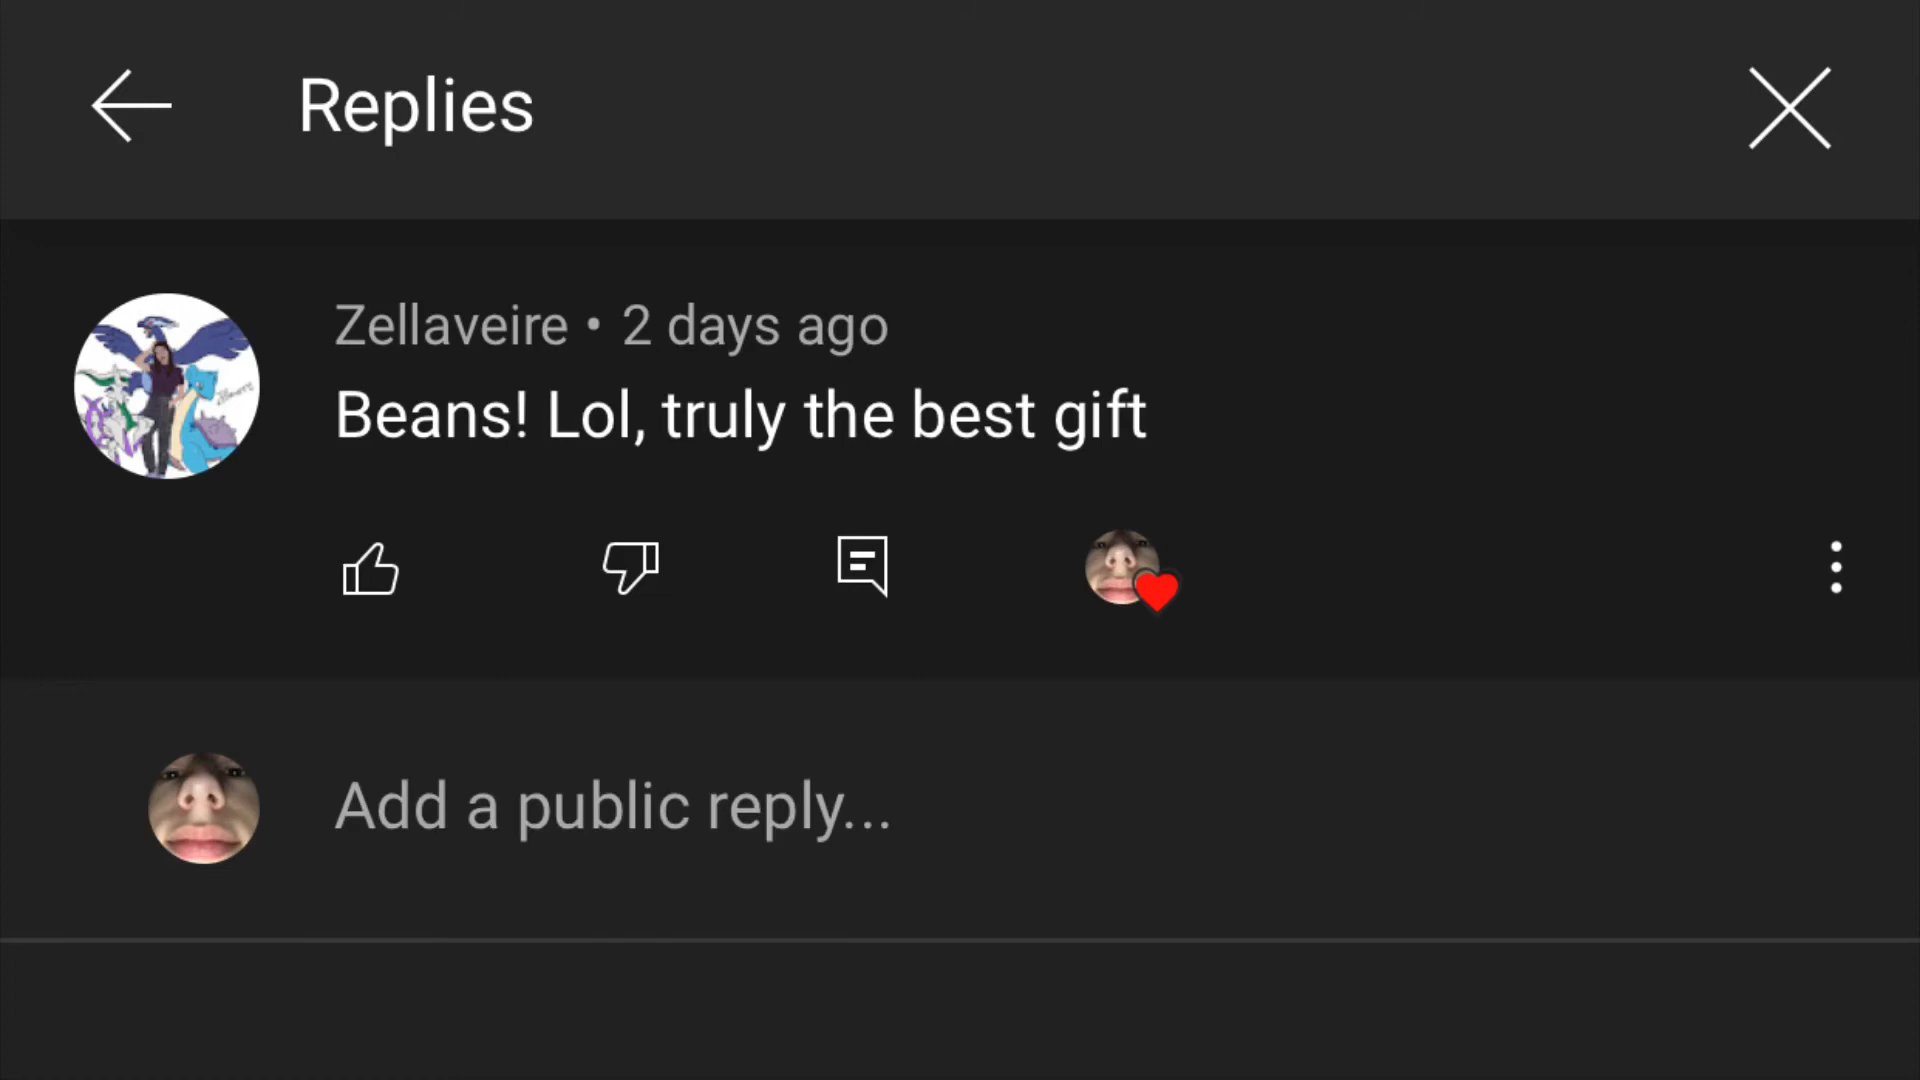 Replies
Zellaveire • 2 days ago
Beans! Lol, truly the best gift
Add a public reply...